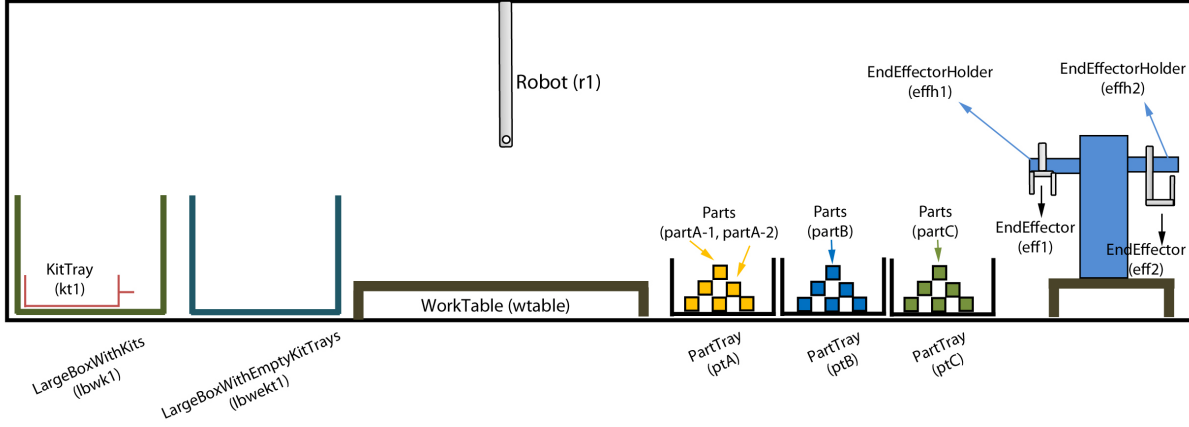 EndEffectorHolder
(effh1)
EndEffectorHolder
(effh2)
Robot (r1)
Parts
(partA-1, partA-2)
Parts
(partB)
Parts
(partC)
EndEffector
(eff1)
EndEffector
(eff2)
KitTray
(kt1)
WorkTable (wtable)
LargeBoxWithKits
(lbwk1)
LargeBoxWithEmptyKitTrays
(lbwekt1)
PartTray
(ptA)
PartTray
(ptB)
PartTray
(ptC)